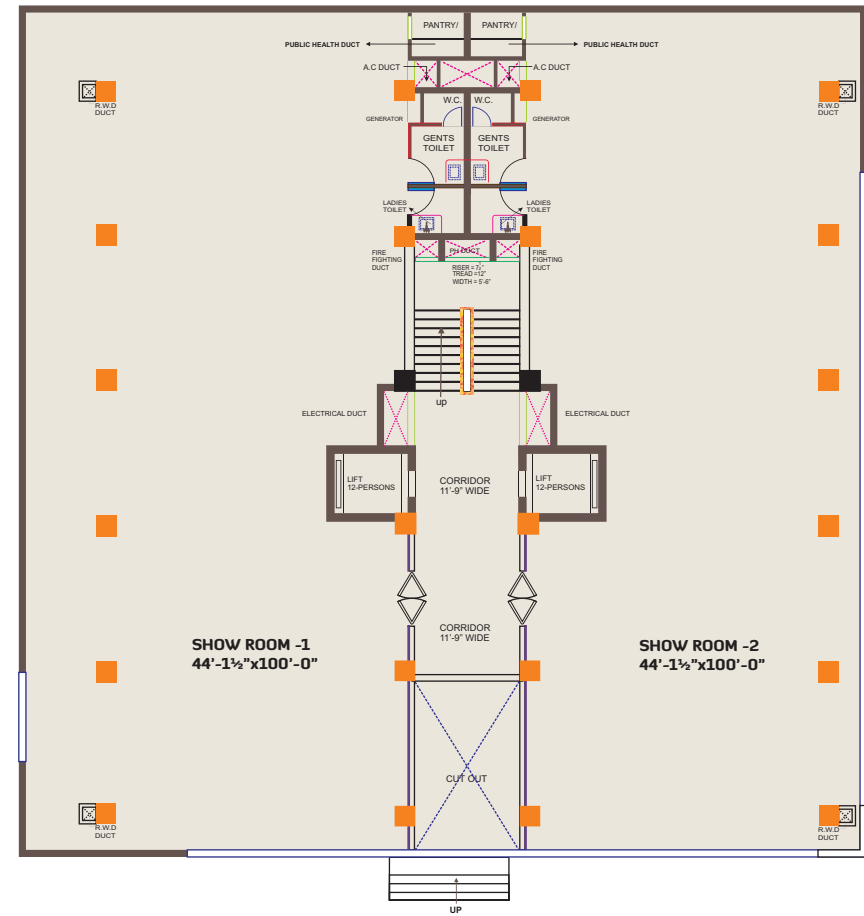 PANTRY/ PANTRY/
PUBLIC HEALTH DUCT PUBLIC HEALTH DUCT
A.C DUCT A.C DUCT
R.W.D
DUCT
W.C. W.C.
R.W.D
DUCT
GENERATOR GENERATOR
GENTS
TOILET
GENTS
TOILET
LADIES
TOILET
LADIES
TOILET
FIRE
FIGHTING
DUCT
PH DUCT
FIRE
FIGHTING
DUCT
RISER = 7½"
TREAD =12"
WIDTH = 5'-6"
up
ELECTRICAL DUCT ELECTRICAL DUCT
LIFT
12-PERSONS
CORRIDOR
11'-9" WIDE
LIFT
12-PERSONS
CORRIDOR
11'-9" WIDE
SHOW ROOM -1
44'-1½"x100'-0"
SHOW ROOM -2
44'-1½"x100'-0"
CUT OUT
R.W.D
DUCT
R.W.D
DUCT
UP